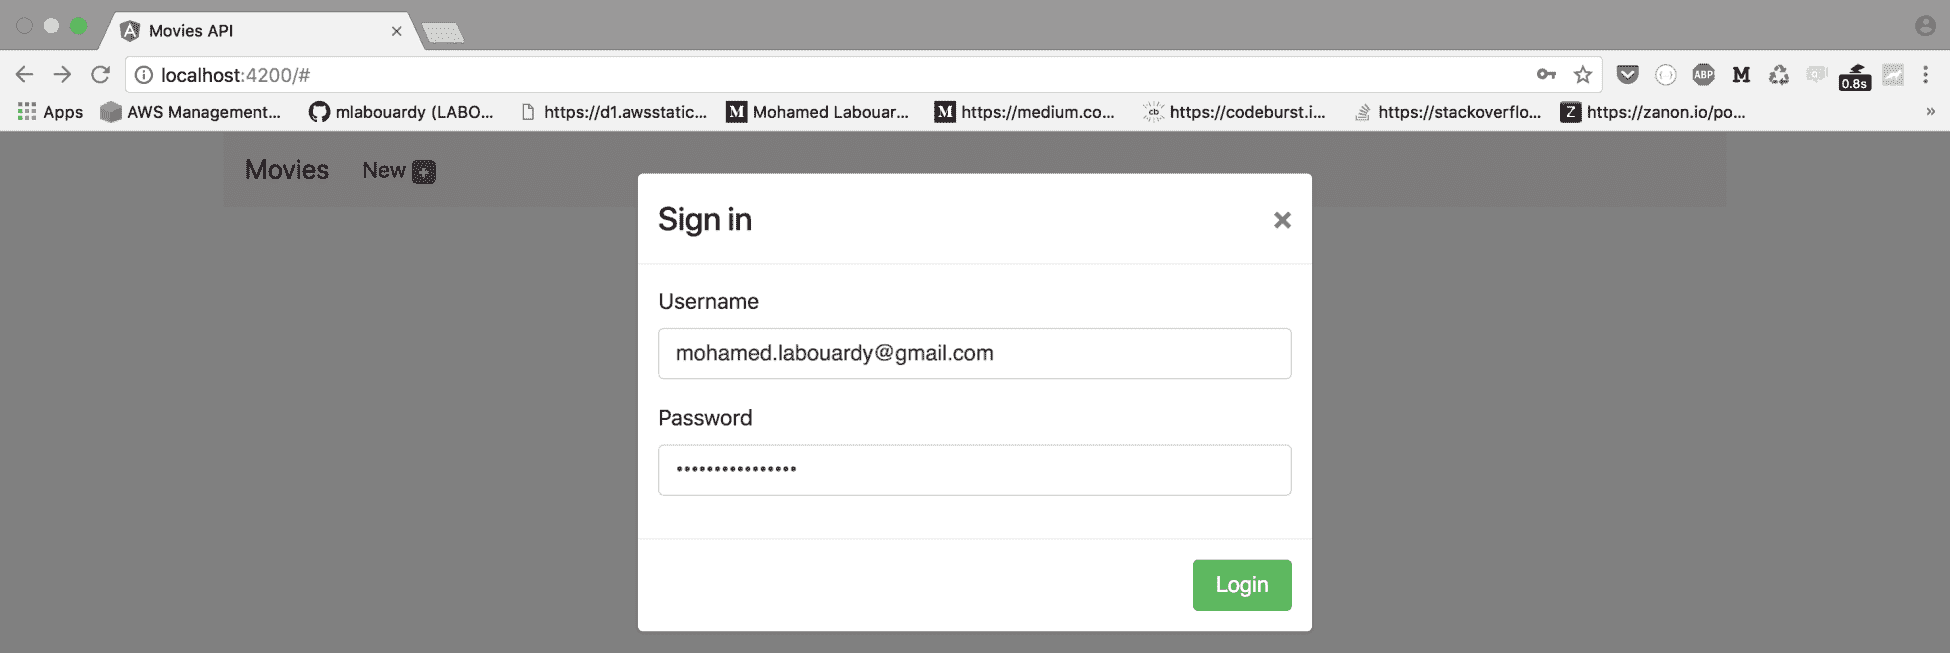 Movies API
localhost:4200/#
ABP
M
0.8s
Apps AWS Management... mlabouardy (LABO... https://d1.awsstatic... M Mohamed Labouar... M https://medium.co... cb https://codeburst.i... https://stackoverflo... Z https://zanon.io/po... »
Movies New
Sign in
Username
mohamed.labouardy@gmail.com
Password
••••••••••••••••
Login